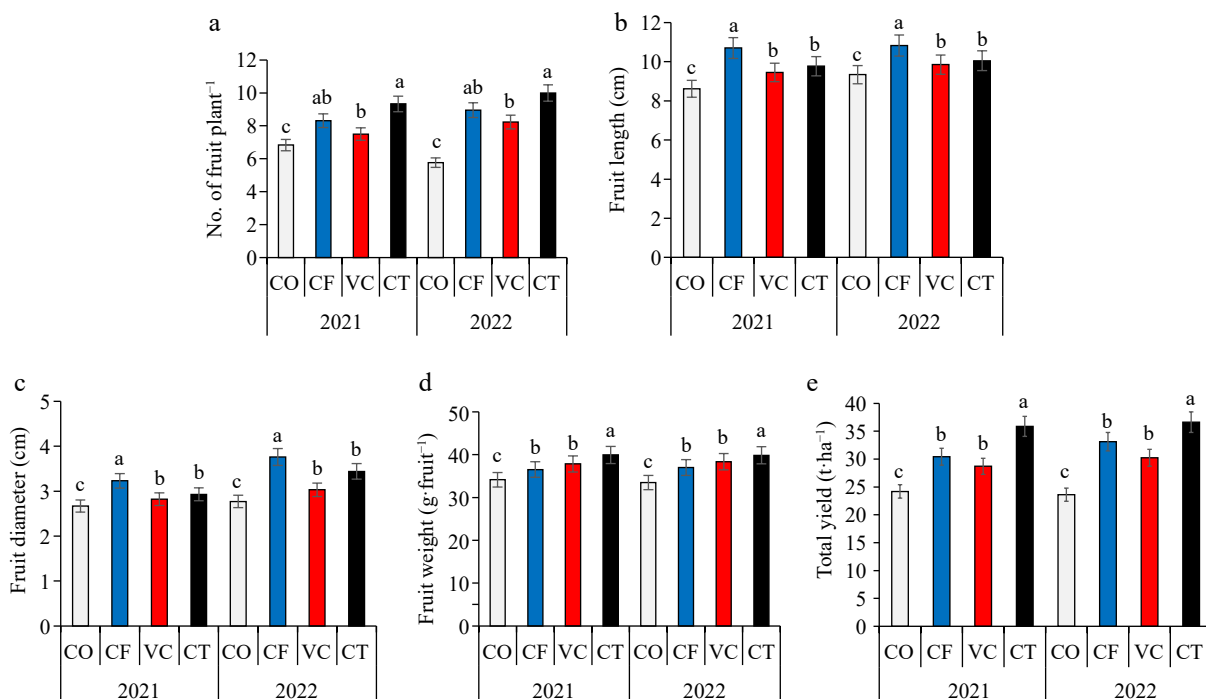 a
No. of fruit plant⁻¹
12
10
8
6
4
2
0
c ab b a c ab b a
CO CF VC CT CO CF VC CT
2021 2022
b
Fruit length (cm)
12
10
8
6
4
2
0
c a b b c a b b
CO CF VC CT CO CF VC CT
2021 2022
c
Fruit diameter (cm)
5
4
3
2
1
0
c a b b c a b b
CO CF VC CT CO CF VC CT
2021 2022
d
Fruit weight (g·fruit⁻¹)
50
40
30
20
10
0
c b b a c b b a
CO CF VC CT CO CF VC CT
2021 2022
e
Total yield (t·ha⁻¹)
40
35
30
25
20
15
10
5
0
c b b a c b b a
CO CF VC CT CO CF VC CT
2021 2022